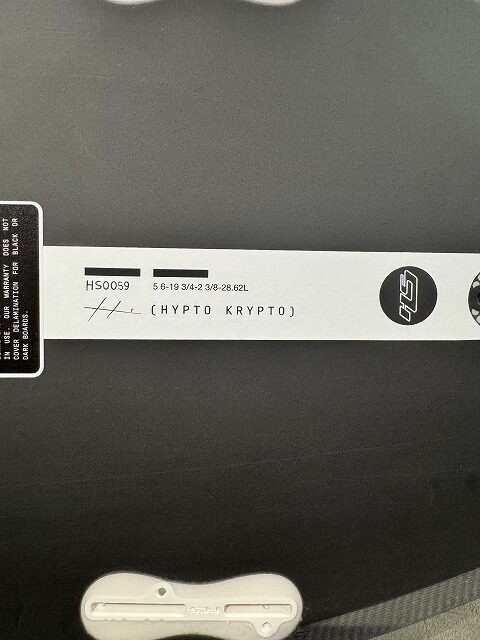 HS0059
5 6-19 3/4-2 3/8-28.62L
(HYPTO KRYPTO)
HS
IN USE. OUR WARRANTY DOES NOT
COVER DELAMINATION FOR BLACK OR
DARK BOARDS.